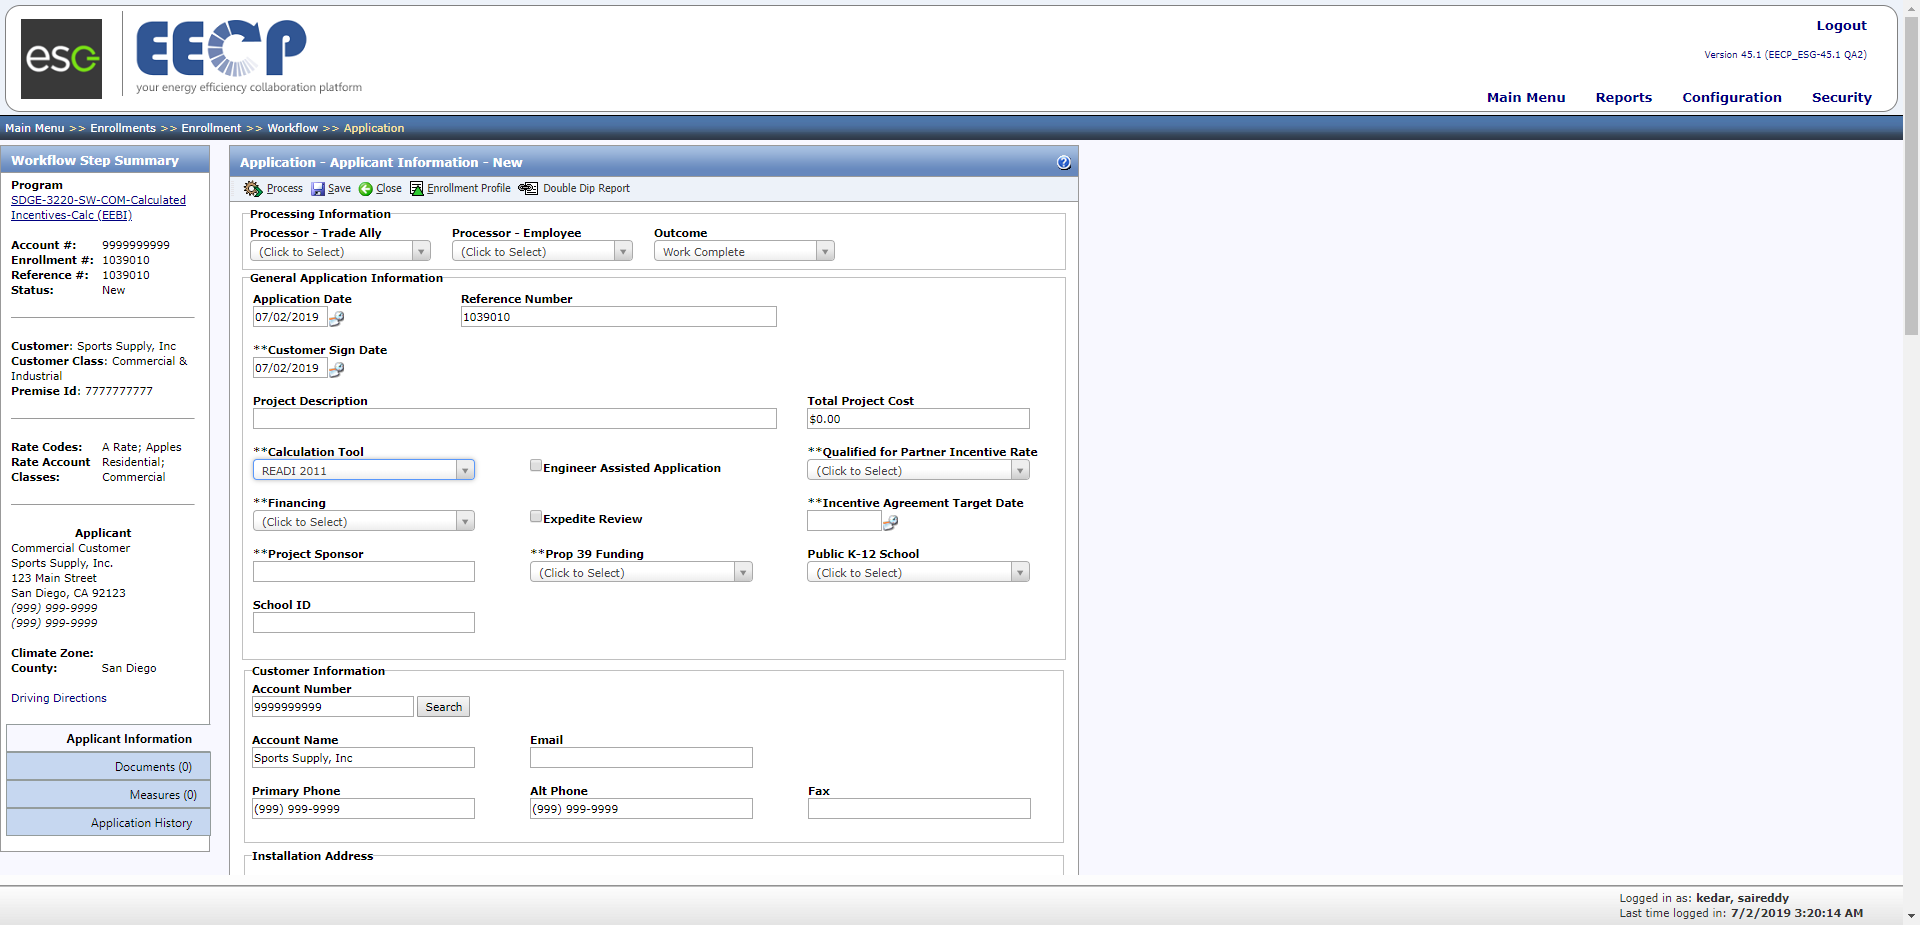 esg
EECP
your energy efficiency collaboration platform
Logout
Version 45.1 (EECP_ESG-45.1 QA2)
Main Menu Reports Configuration Security
Main Menu >> Enrollments >> Enrollment >> Workflow >> Application
Workflow Step Summary
Program
SDGE-3220-SW-COM-Calculated
Incentives-Calc (EEBI)
Account #: 9999999999
Enrollment #: 1039010
Reference #: 1039010
Status: New
Customer: Sports Supply, Inc
Customer Class: Commercial &
Industrial
Premise Id: 7777777777
Rate Codes: A Rate; Apples
Rate Account Residential;
Classes: Commercial
Applicant
Commercial Customer
Sports Supply, Inc.
123 Main Street
San Diego, CA 92123
(999) 999-9999
(999) 999-9999
Climate Zone:
County: San Diego
Driving Directions
Applicant Information
Documents (0)
Measures (0)
Application History
Application - Applicant Information - New
?
Process Save Close Enrollment Profile Double Dip Report
Processing Information
Processor - Trade Ally Processor - Employee Outcome
(Click to Select) (Click to Select) Work Complete
General Application Information
Application Date Reference Number
07/02/2019 1039010
**Customer Sign Date
07/02/2019
Project Description Total Project Cost
$0.00
**Calculation Tool Engineer Assisted Application **Qualified for Partner Incentive Rate
READI 2011 (Click to Select)
**Financing Expedite Review **Incentive Agreement Target Date
(Click to Select)
**Project Sponsor **Prop 39 Funding Public K-12 School
(Click to Select) (Click to Select)
School ID
Customer Information
Account Number
9999999999 Search
Account Name Email
Sports Supply, Inc
Primary Phone Alt Phone Fax
(999) 999-9999 (999) 999-9999
Installation Address
Logged in as: kedar, saireddy
Last time logged in: 7/2/2019 3:20:14 AM